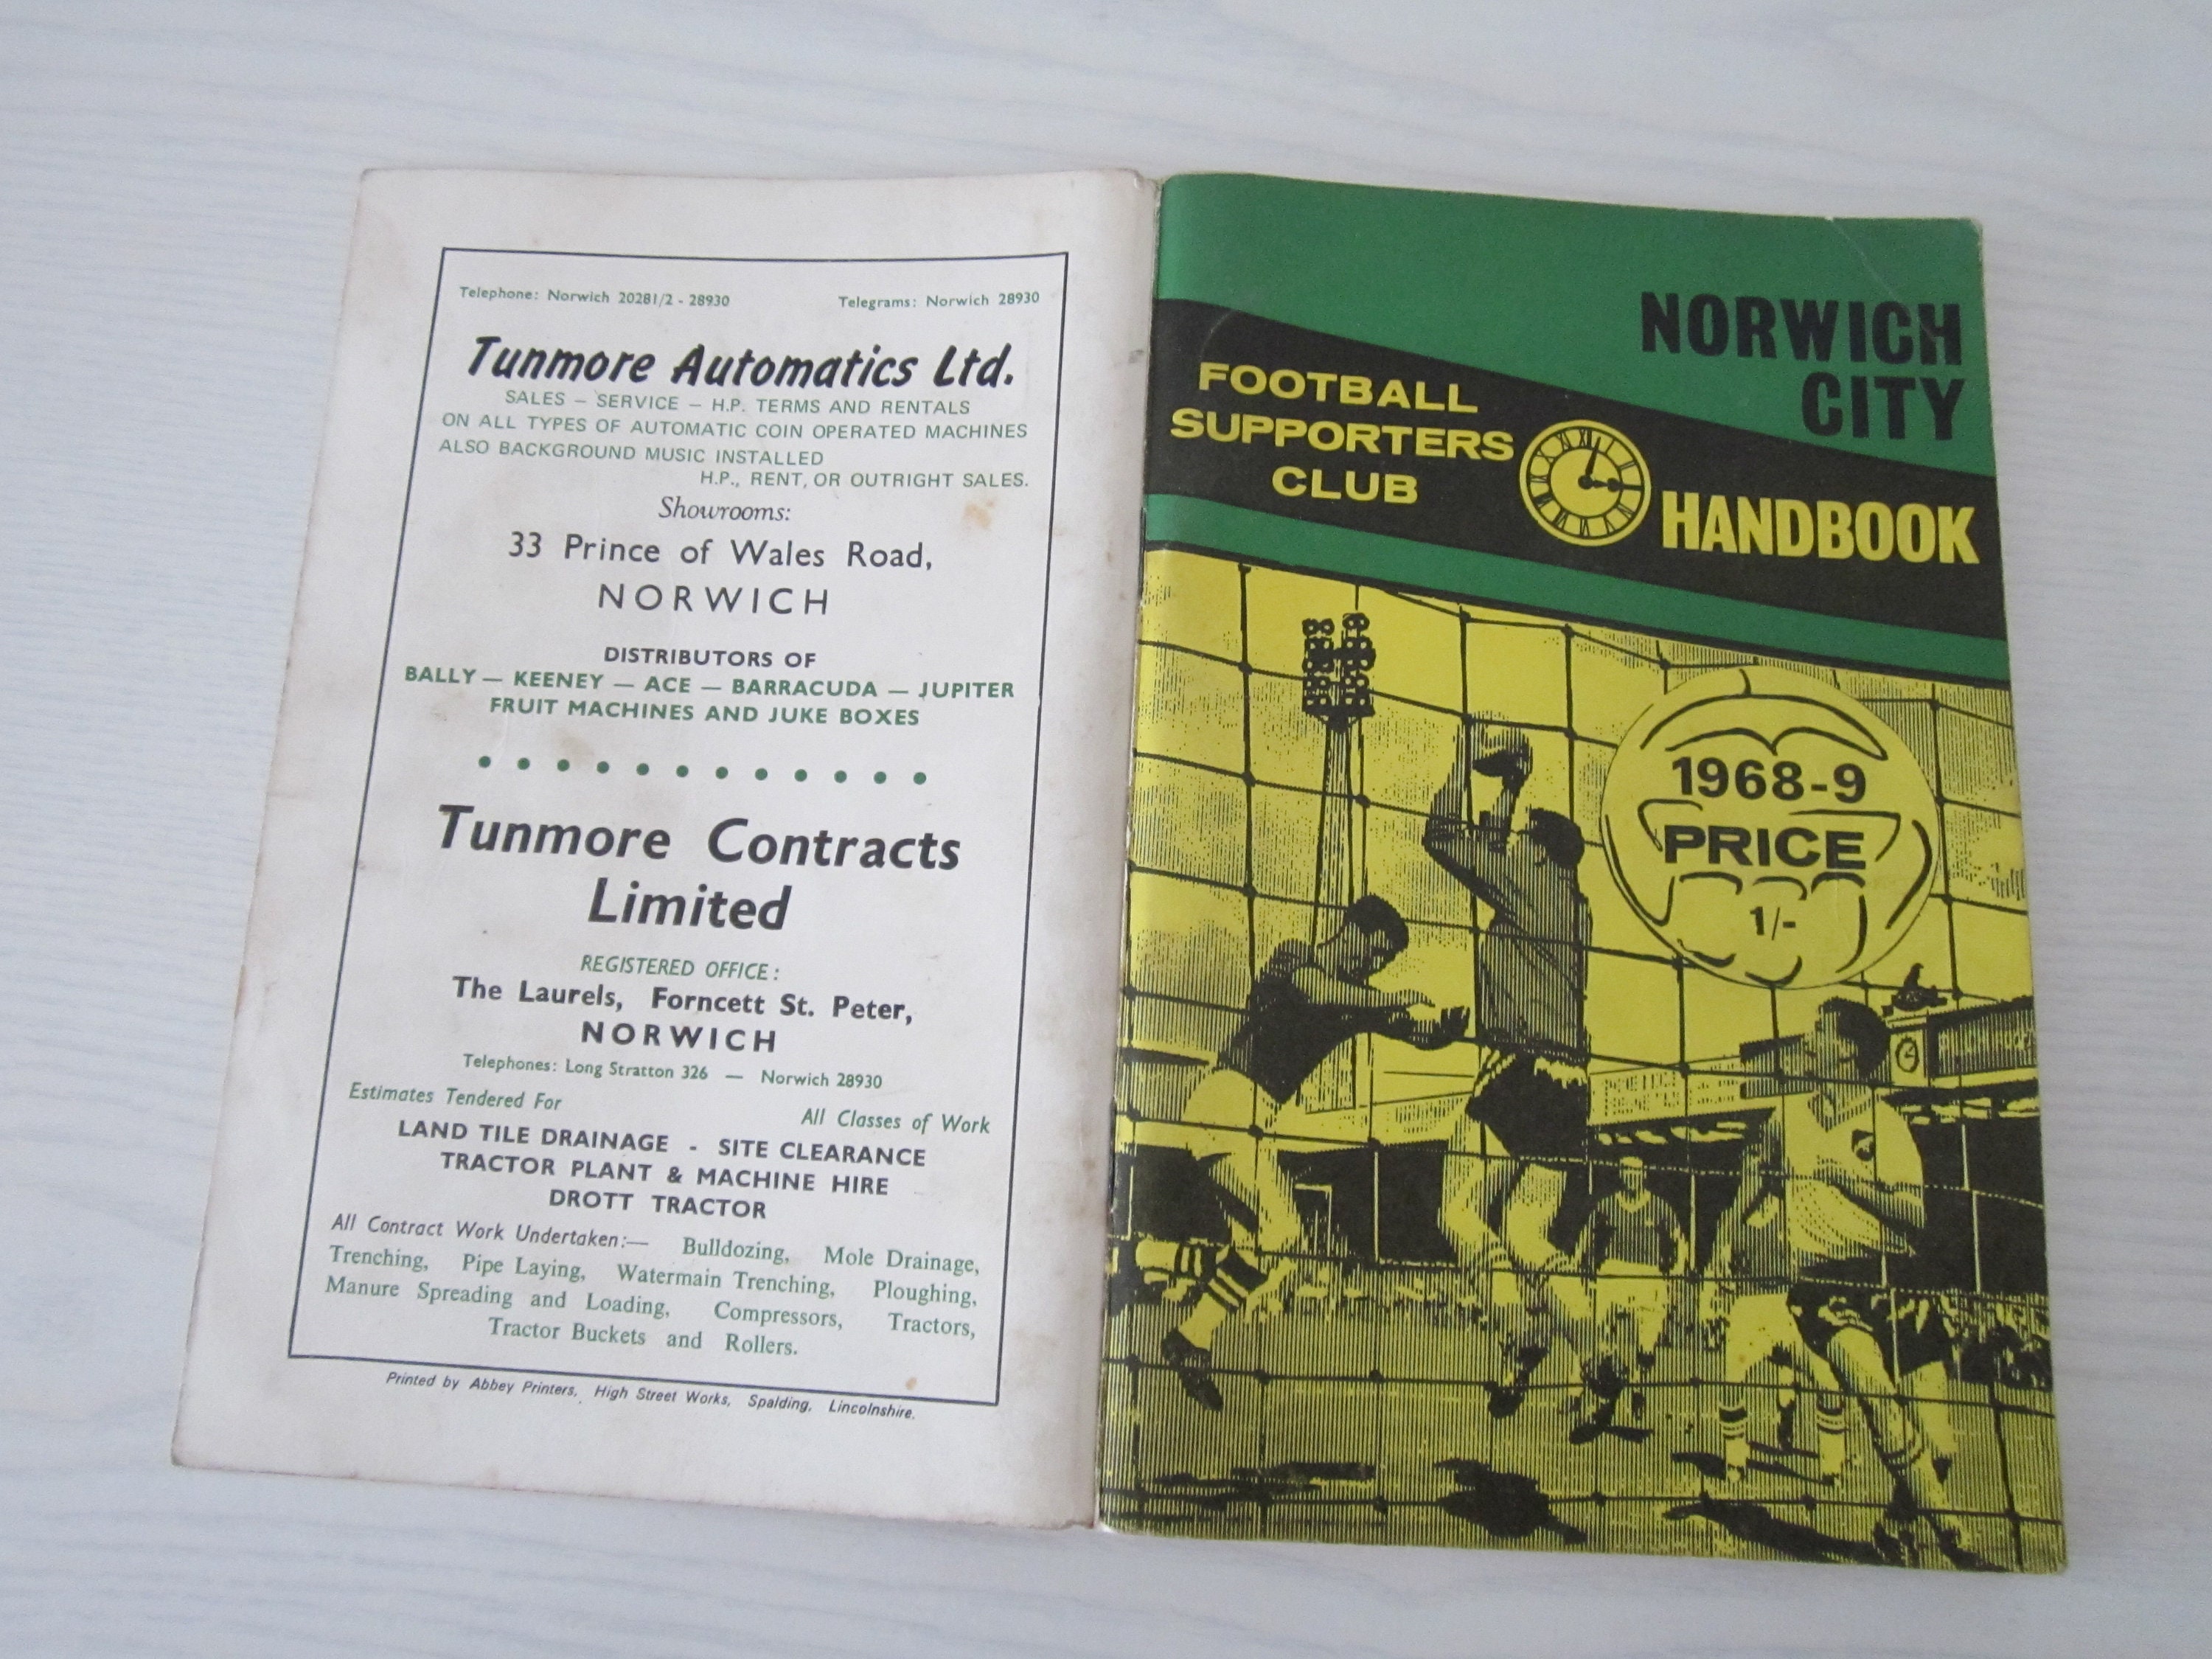 Telephone: Norwich 20281/2 - 28930 Telegrams: Norwich 28930
Tunmore Automatics Ltd.
SALES – SERVICE – H.P. TERMS AND RENTALS
ON ALL TYPES OF AUTOMATIC COIN OPERATED MACHINES
ALSO BACKGROUND MUSIC INSTALLED
H.P., RENT, OR OUTRIGHT SALES.
Showrooms:
33 Prince of Wales Road,
NORWICH
DISTRIBUTORS OF
BALLY — KEENEY — ACE — BARRACUDA — JUPITER
FRUIT MACHINES AND JUKE BOXES
Tunmore Contracts
Limited
REGISTERED OFFICE:
The Laurels, Forncett St. Peter,
NORWICH
Telephones: Long Stratton 326 — Norwich 28930
Estimates Tendered For
All Classes of Work
LAND TILE DRAINAGE - SITE CLEARANCE
TRACTOR PLANT & MACHINE HIRE
DROTT TRACTOR
All Contract Work Undertaken:— Bulldozing, Mole Drainage,
Trenching, Pipe Laying, Watermain Trenching, Ploughing,
Manure Spreading and Loading, Compressors, Tractors,
Tractor Buckets and Rollers.
Printed by Abbey Printers, High Street Works, Spalding, Lincolnshire.
NORWICH
CITY
FOOTBALL
SUPPORTERS
CLUB
HANDBOOK
1968-9
PRICE
1/-